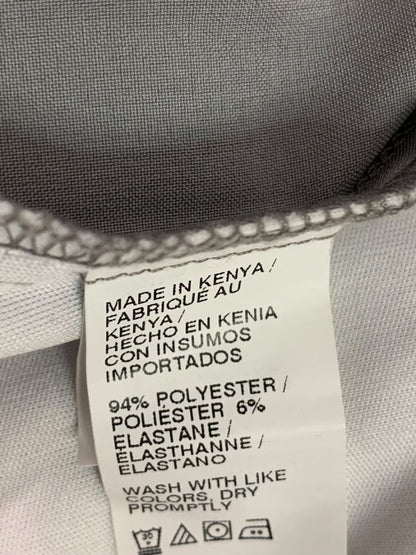 MADE IN KENYA /
FABRIQUÉ AU
KENYA /
HECHO EN KENIA
CON INSUMOS
IMPORTADOS
94% POLYESTER /
POLIÉSTER 6%
ELASTANE /
ÉLASTHANNE /
ELASTANO
WASH WITH LIKE
COLORS, DRY
PROMPTLY
30